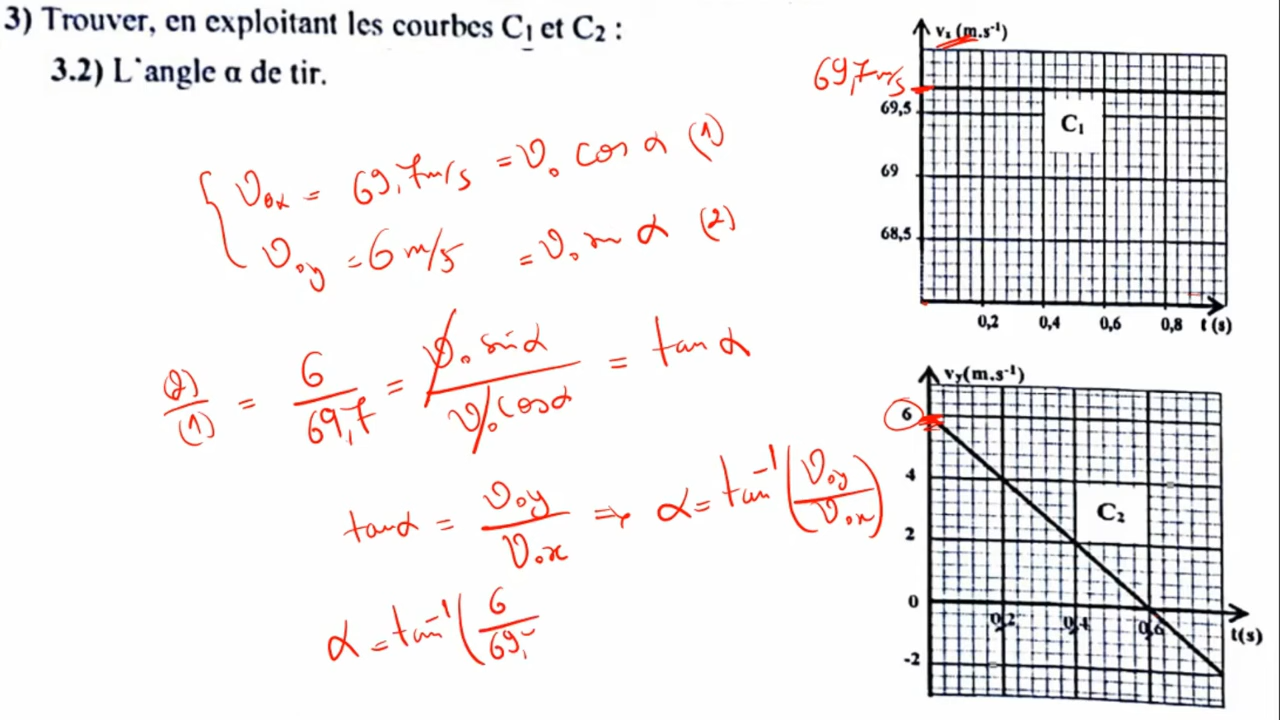 3) Trouver, en exploitant les courbes C₁ et C₂ :
3.2) L'angle α de tir.
v₀ₓ = 69,7m/s = v₀ cos α (1)
v₀y = 6 m/s = v₀ sin α (2)
(2)/(1) = 6/69,7 = v₀ sin α / v₀ cos α = tan α
tan α = v₀y/v₀x ⇒ α = tan⁻¹(v₀y/v₀x)
α = tan⁻¹(6/69,
vₓ (m.s⁻¹)
69,7m/s
69,5
C₁
69
68,5
0,2 0,4 0,6 0,8 t (s)
vy(m.s⁻¹)
6
4
C₂
2
0
0,2 0,4 0,6 t(s)
-2